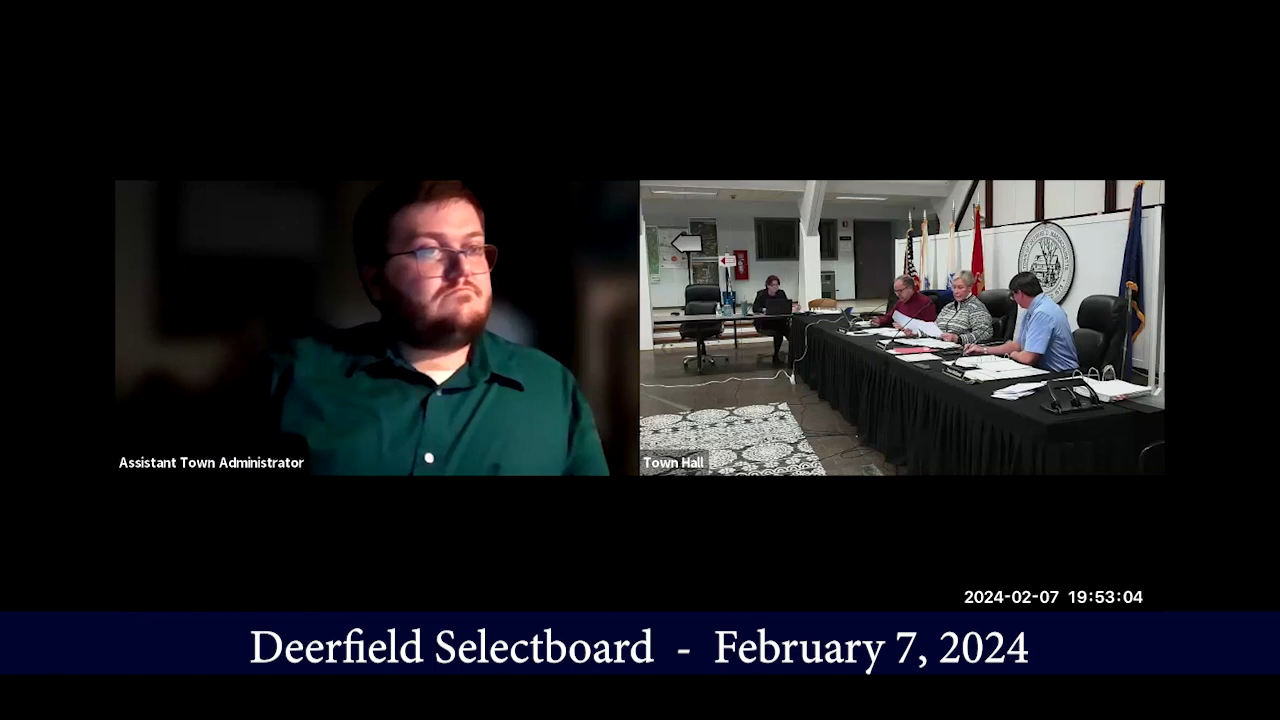 Assistant Town Administrator
Town Hall
2024-02-07 19:53:04
Deerfield Selectboard - February 7, 2024